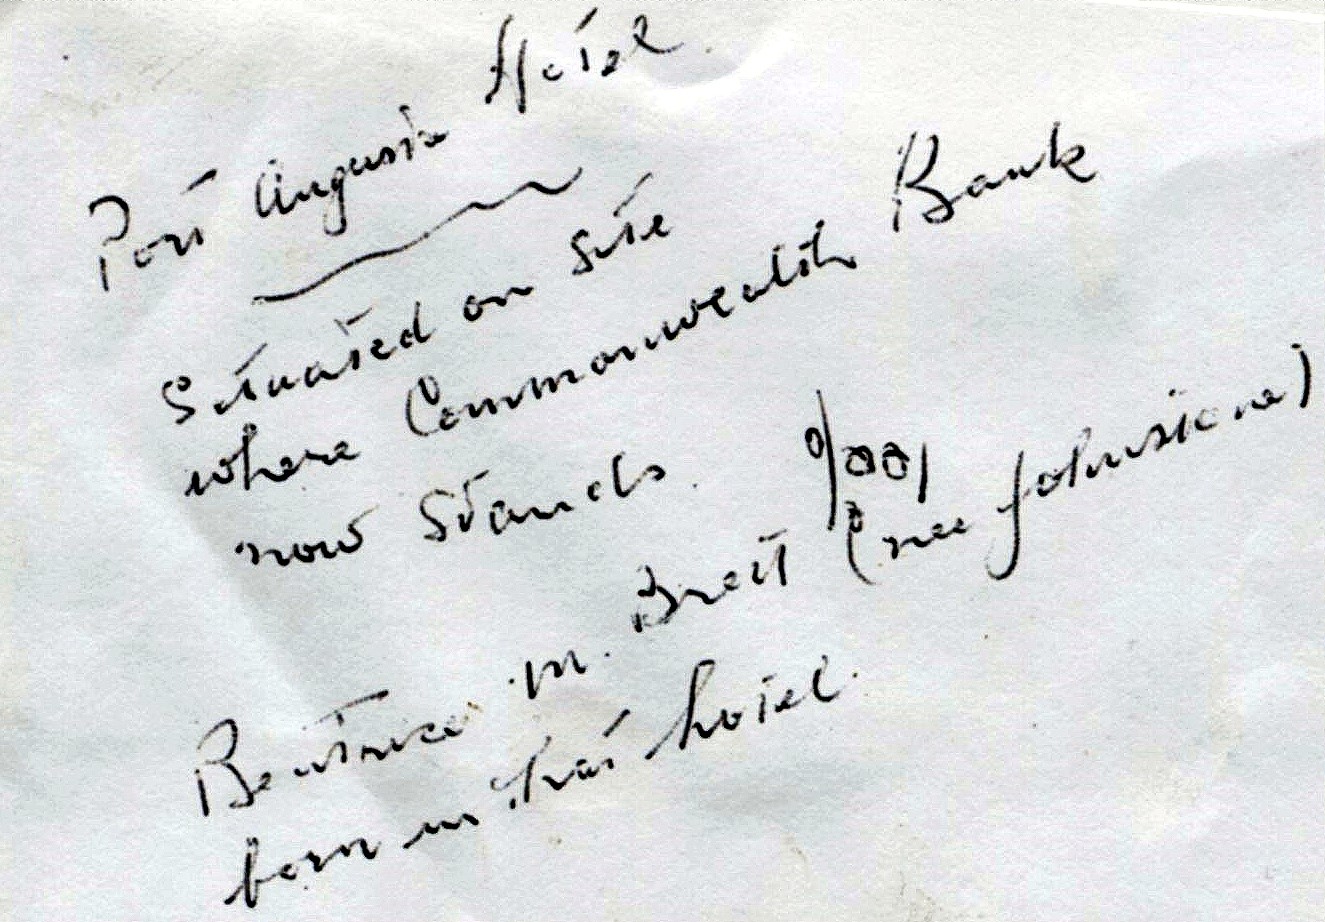 Port Augusta Hotel
Situated on site
where Commonwealth Bank
now stands.
Beatrice M. Brett (nee Johnstone)
born in that hotel.